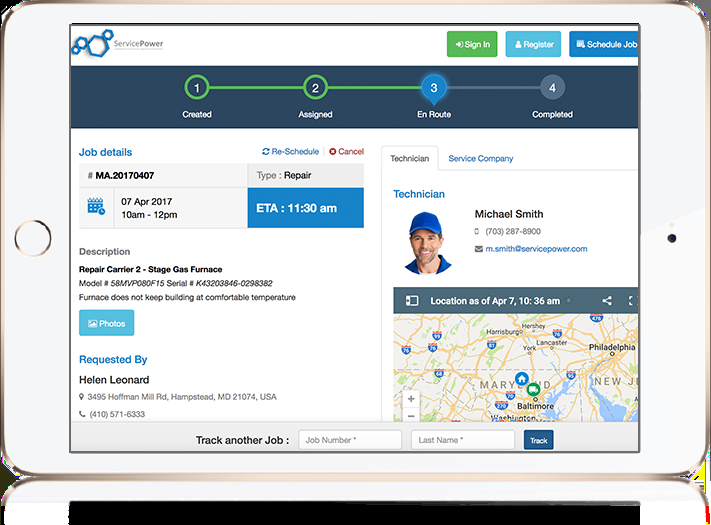 ServicePower
Sign In
Register
Schedule Job
1
2
3
4
Created
Assigned
En Route
Completed
Job details
Re-Schedule
Cancel
# MA.20170407
Type : Repair
07 Apr 2017
10am - 12pm
ETA : 11:30 am
Description
Repair Carrier 2 - Stage Gas Furnace
Model # 58MVP080F15 Serial # K43203846-0298382
Furnace does not keep building at comfortable temperature
Photos
Requested By
Helen Leonard
3495 Hoffman Mill Rd, Hampstead, MD 21074, USA
(410) 571-6333
Technician
Service Company
Technician
Michael Smith
(703) 287-8900
m.smith@servicepower.com
Location as of Apr 7, 10: 36 am
Hershey
Harrisburg
Lancaster
York
Philadelphia
MARYLAND
NEW J
Baltimore
Washington
+
−
Track another Job :
Job Number *
Last Name *
Track